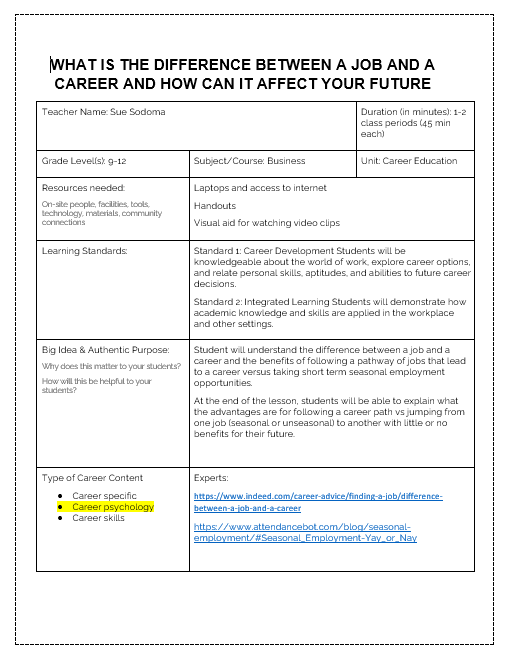 WHAT IS THE DIFFERENCE BETWEEN A JOB AND A
CAREER AND HOW CAN IT AFFECT YOUR FUTURE
Teacher Name: Sue Sodoma
Duration (in minutes): 1-2
class periods (45 min
each)
Grade Level(s): 9-12
Subject/Course: Business
Unit: Career Education
Resources needed:
On-site people, facilities, tools,
technology, materials, community
connections
Laptops and access to internet
Handouts
Visual aid for watching video clips
Learning Standards:
Standard 1: Career Development Students will be
knowledgeable about the world of work, explore career options,
and relate personal skills, aptitudes, and abilities to future career
decisions.
Standard 2: Integrated Learning Students will demonstrate how
academic knowledge and skills are applied in the workplace
and other settings.
Big Idea & Authentic Purpose:
Why does this matter to your students?
How will this be helpful to your
students?
Student will understand the difference between a job and a
career and the benefits of following a pathway of jobs that lead
to a career versus taking short term seasonal employment
opportunities.
At the end of the lesson, students will be able to explain what
the advantages are for following a career path vs jumping from
one job (seasonal or unseasonal) to another with little or no
benefits for their future.
Type of Career Content
● Career specific
● Career psychology
● Career skills
Experts:
https://www.indeed.com/career-advice/finding-a-job/difference-
between-a-job-and-a-career
https://www.attendancebot.com/blog/seasonal-
employment/#Seasonal_Employment-Yay_or_Nay